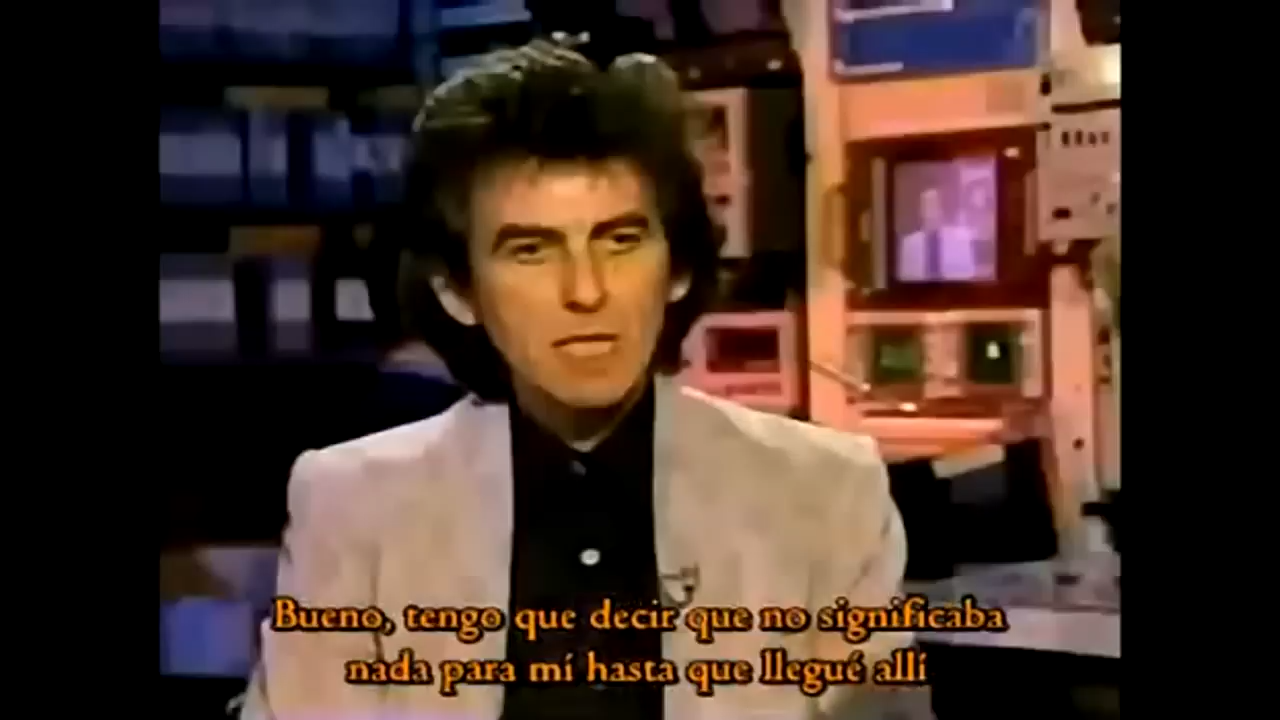 Bueno, tengo que decir que no significaba
nada para mí hasta que llegué allí